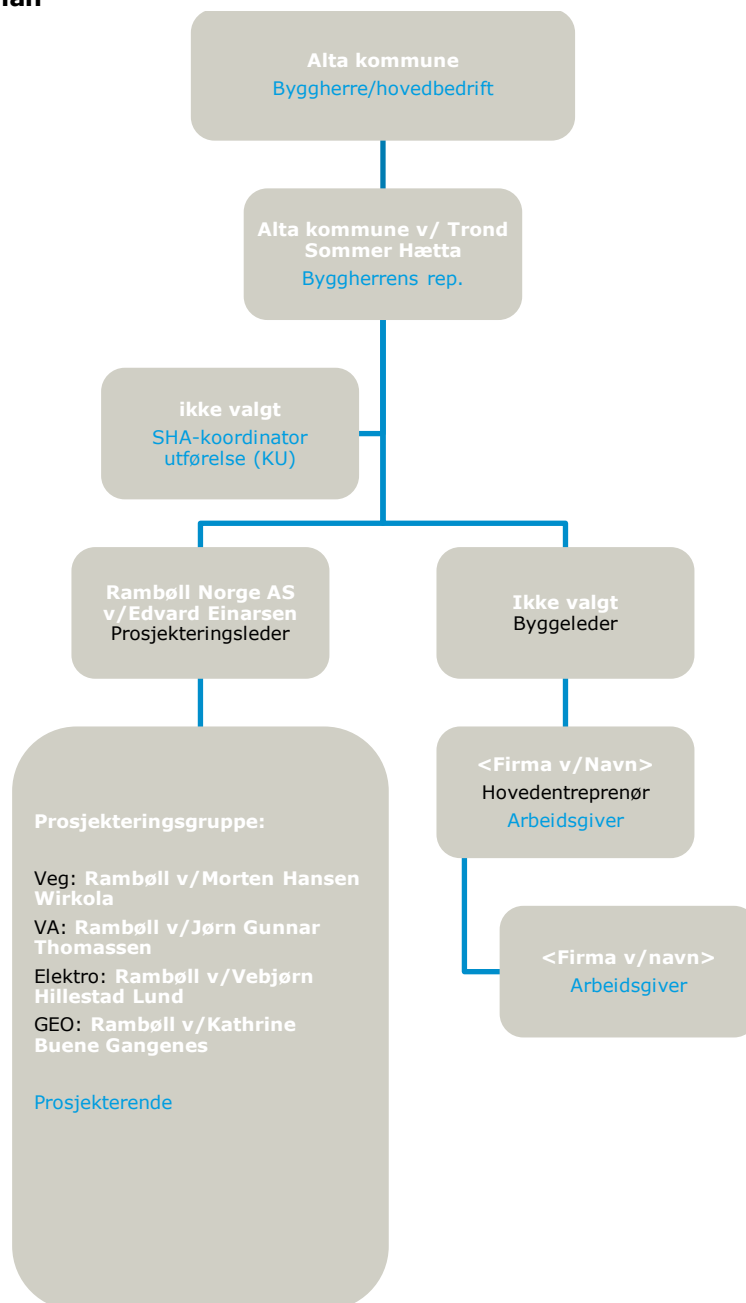 Alta kommune
Byggherre/hovedbedrift
Alta kommune v/ Trond
Sommer Hætta
Byggherrens rep.
ikke valgt
SHA-koordinator
utførelse (KU)
Rambøll Norge AS
v/Edvard Einarsen
Prosjekteringsleder
Ikke valgt
Byggeleder
Prosjekteringsgruppe:
Veg: Rambøll v/Morten Hansen
Wirkola
VA: Rambøll v/Jørn Gunnar
Thomassen
Elektro: Rambøll v/Vebjørn
Hillestad Lund
GEO: Rambøll v/Kathrine
Buene Gangenes
Prosjekterende
<Firma v/Navn>
Hovedentreprenør
Arbeidsgiver
<Firma v/navn>
Arbeidsgiver